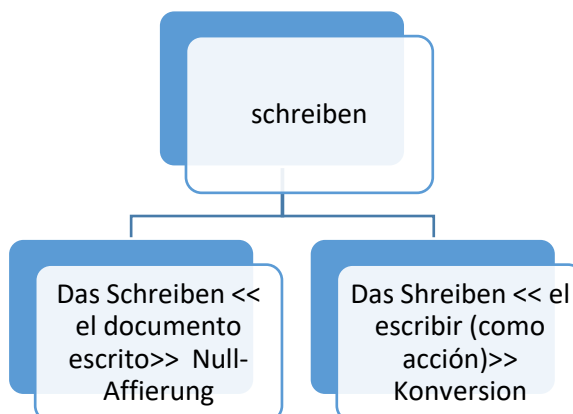 schreiben
Das Schreiben <<
el documento
escrito>> Null-
Affierung
Das Shreiben << el
escribir (como
acción)>>
Konversion